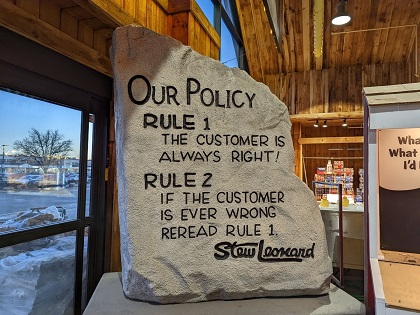 OUR POLICY
RULE 1
THE CUSTOMER IS
ALWAYS RIGHT!
RULE 2
IF THE CUSTOMER
IS EVER WRONG
REREAD RULE 1.
Stew Leonard
What
I'd